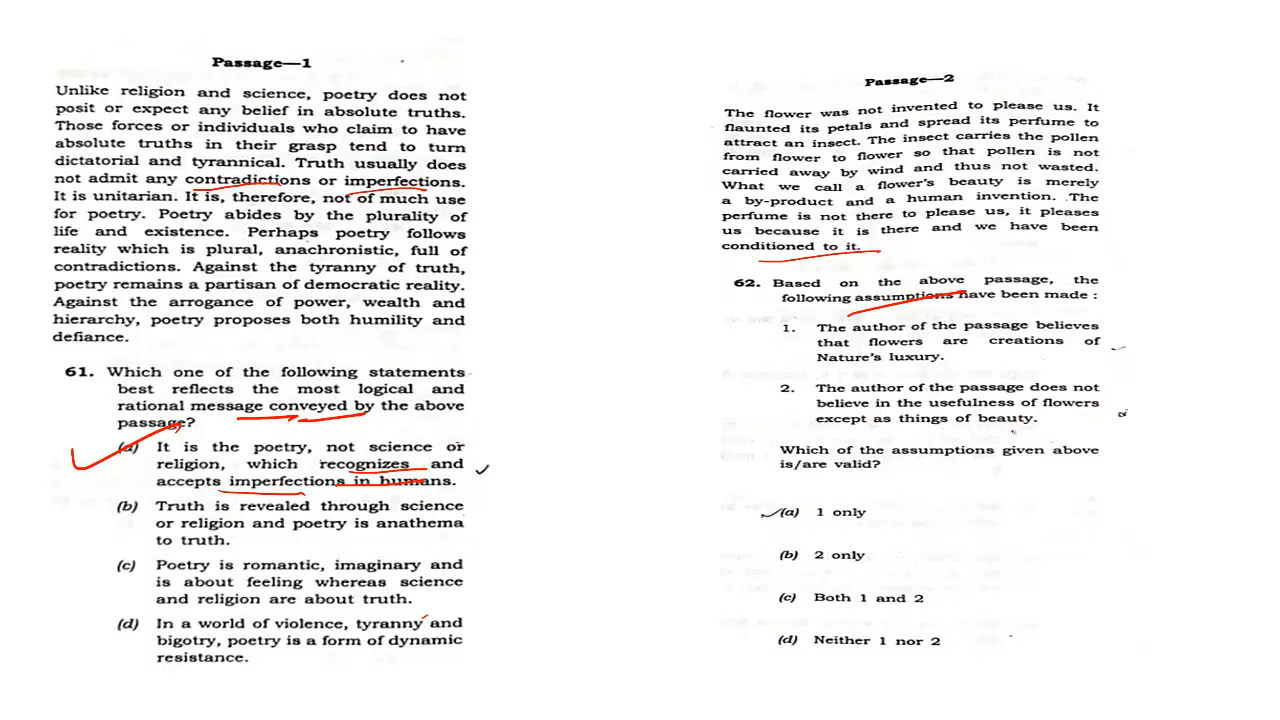 Passage—1
Unlike religion and science, poetry does not
posit or expect any belief in absolute truths.
Those forces or individuals who claim to have
absolute truths in their grasp tend to turn
dictatorial and tyrannical. Truth usually does
not admit any contradictions or imperfections.
It is unitarian. It is, therefore, not of much use
for poetry. Poetry abides by the plurality of
life and existence. Perhaps poetry follows
reality which is plural, anachronistic, full of
contradictions. Against the tyranny of truth,
poetry remains a partisan of democratic reality.
Against the arrogance of power, wealth and
hierarchy, poetry proposes both humility and
defiance.
61. Which one of the following statements
best reflects the most logical and
rational message conveyed by the above
passage?
(a) It is the poetry, not science or
religion, which recognizes and
accepts imperfections in humans.
(b) Truth is revealed through science
or religion and poetry is anathema
to truth.
(c) Poetry is romantic, imaginary and
is about feeling whereas science
and religion are about truth.
(d) In a world of violence, tyranny and
bigotry, poetry is a form of dynamic
resistance.
Passage—2
The flower was not invented to please us. It
flaunted its petals and spread its perfume to
attract an insect. The insect carries the pollen
from flower to flower so that pollen is not
carried away by wind and thus not wasted.
What we call a flower's beauty is merely
a by-product and a human invention. The
perfume is not there to please us, it pleases
us because it is there and we have been
conditioned to it.
62. Based on the above passage, the
following assumptions have been made :
1. The author of the passage believes
that flowers are creations of
Nature's luxury.
2. The author of the passage does not
believe in the usefulness of flowers
except as things of beauty.
Which of the assumptions given above
is/are valid?
(a) 1 only
(b) 2 only
(c) Both 1 and 2
(d) Neither 1 nor 2